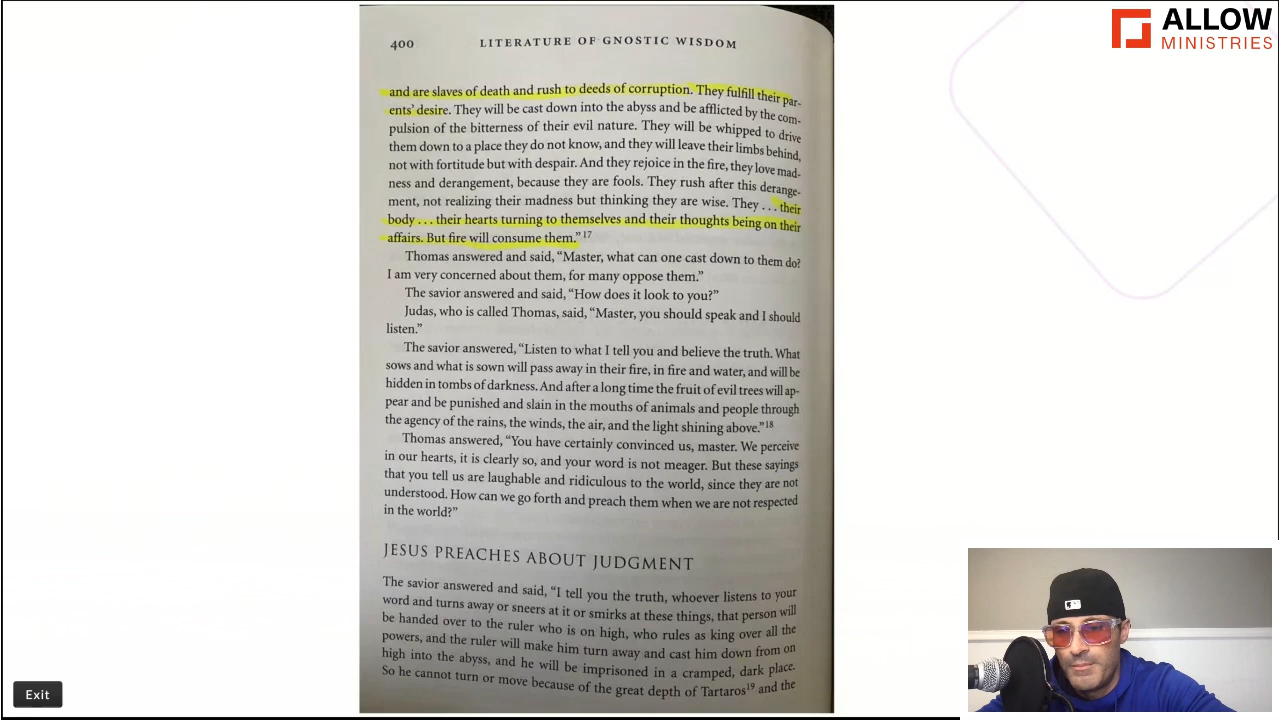 ALLOW
MINISTRIES
400 LITERATURE OF GNOSTIC WISDOM
and are slaves of death and rush to deeds of corruption. They fulfill their par-
ents’ desire. They will be cast down into the abyss and be afflicted by the com-
pulsion of the bitterness of their evil nature. They will be whipped to drive
them down to a place they do not know, and they will leave their limbs behind,
not with fortitude but with despair. And they rejoice in the fire, they love mad-
ness and derangement, because they are fools. They rush after this derange-
ment, not realizing their madness but thinking they are wise. They . . . their
body . . . their hearts turning to themselves and their thoughts being on their
affairs. But fire will consume them.” 17
Thomas answered and said, “Master, what can one cast down to them do?
I am very concerned about them, for many oppose them.”
The savior answered and said, “How does it look to you?”
Judas, who is called Thomas, said, “Master, you should speak and I should
listen.”
The savior answered, “Listen to what I tell you and believe the truth. What
sows and what is sown will pass away in their fire, in fire and water, and will be
hidden in tombs of darkness. And after a long time the fruit of evil trees will ap-
pear and be punished and slain in the mouths of animals and people through
the agency of the rains, the winds, the air, and the light shining above.” 18
Thomas answered, “You have certainly convinced us, master. We perceive
in our hearts, it is clearly so, and your word is not meager. But these sayings
that you tell us are laughable and ridiculous to the world, since they are not
understood. How can we go forth and preach them when we are not respected
in the world?”
JESUS PREACHES ABOUT JUDGMENT
The savior answered and said, “I tell you the truth, whoever listens to your
word and turns away or sneers at it or smirks at these things, that person will
be handed over to the ruler who is on high, who rules as king over all the
powers, and the ruler will make him turn away and cast him down from on
high into the abyss, and he will be imprisoned in a cramped, dark place.
So he cannot turn or move because of the great depth of Tartaros19 and the
Exit